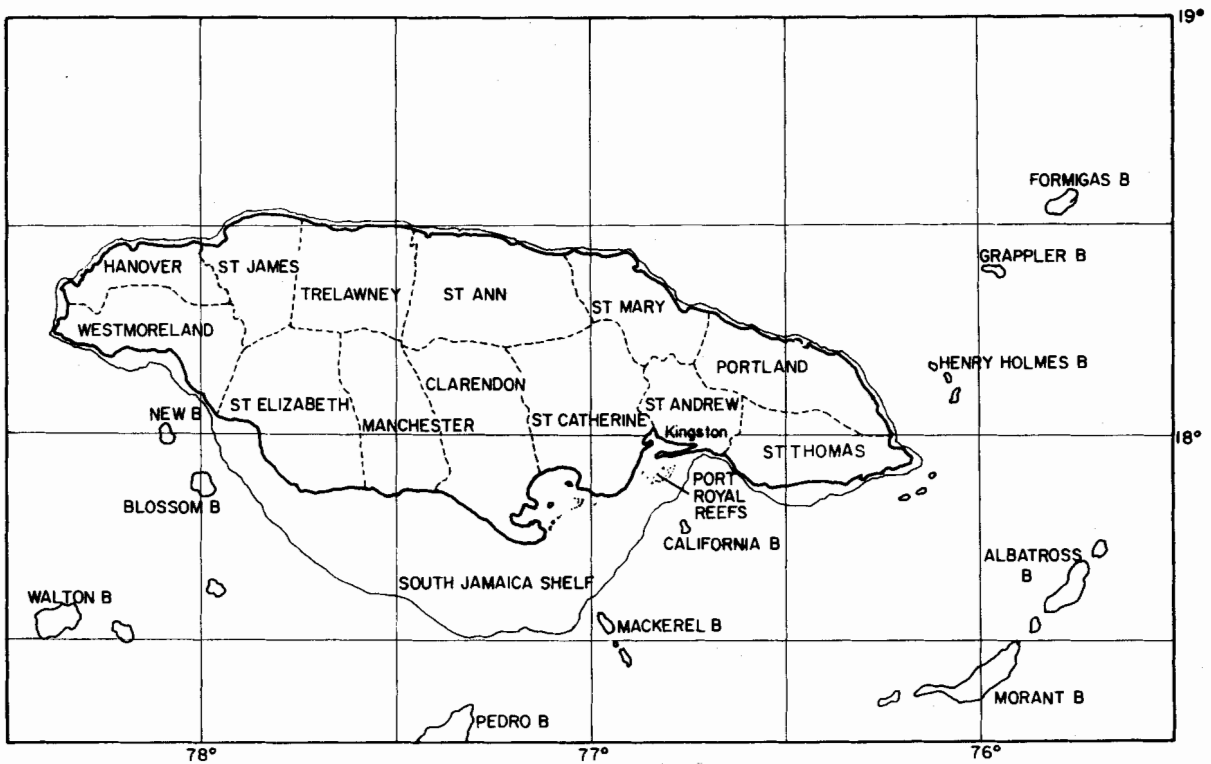 19°
FORMIGAS B
GRAPPLER B
HANOVER
ST JAMES
TRELAWNEY
ST ANN
ST MARY
WESTMORELAND
PORTLAND
HENRY HOLMES B
CLARENDON
ST ELIZABETH
ST ANDREW
NEW B
MANCHESTER
ST CATHERINE
Kingston
18°
ST THOMAS
PORT
ROYAL
REEFS
BLOSSOM B
CALIFORNIA B
ALBATROSS
B
SOUTH JAMAICA SHELF
WALTON B
MACKEREL B
MORANT B
PEDRO B
78°
77°
76°